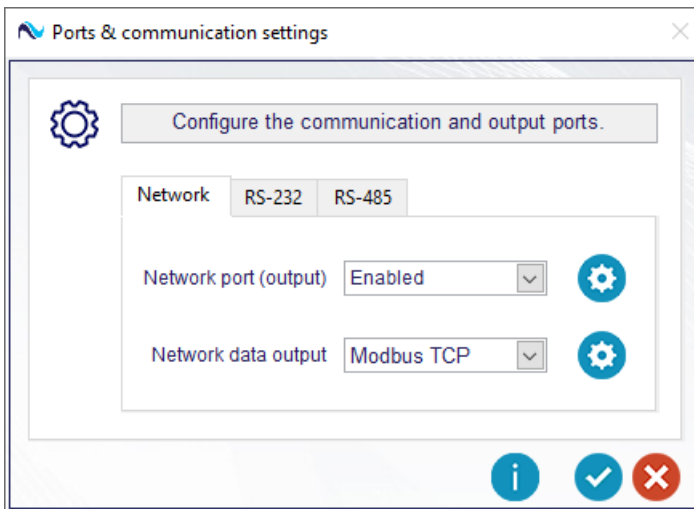 Ports & communication settings
Configure the communication and output ports.
Network RS-232 RS-485
Network port (output) Enabled
Network data output Modbus TCP